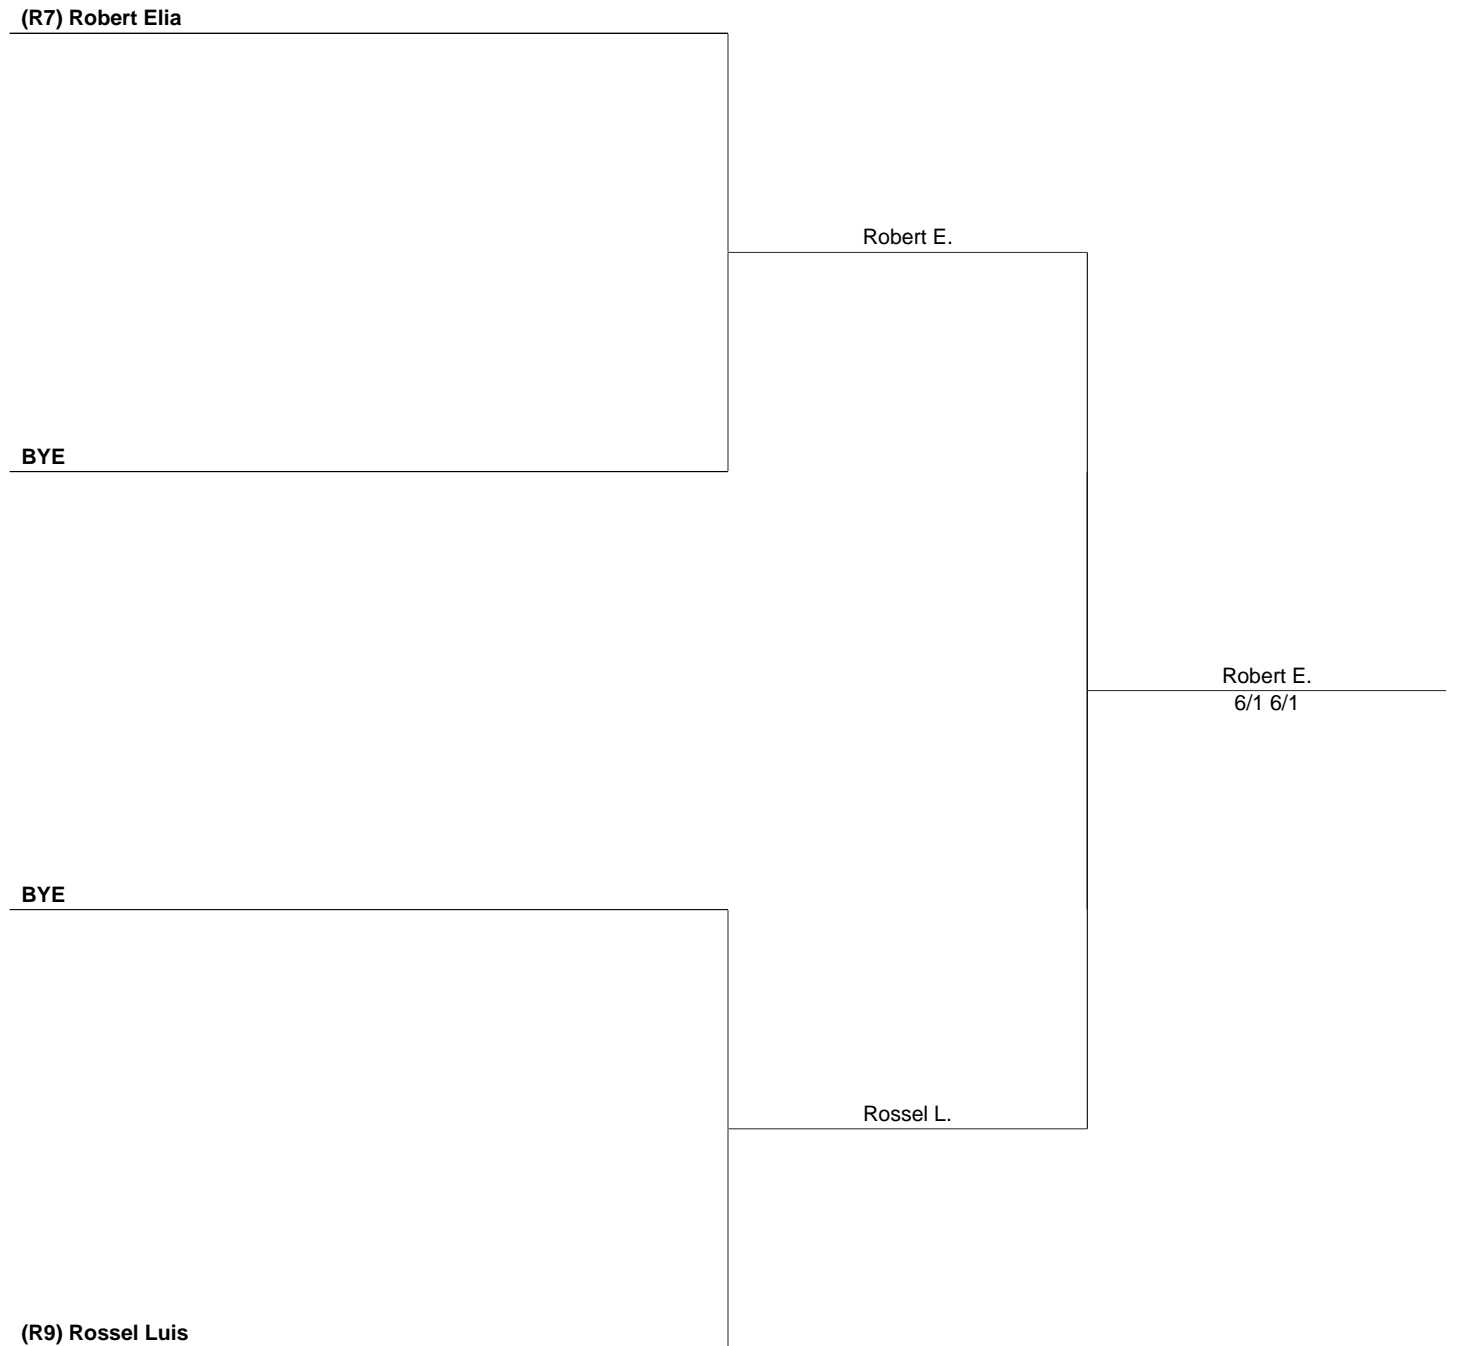 (R7) Robert Elia
Robert E.
BYE
Robert E.
6/1 6/1
BYE
Rossel L.
(R9) Rossel Luis